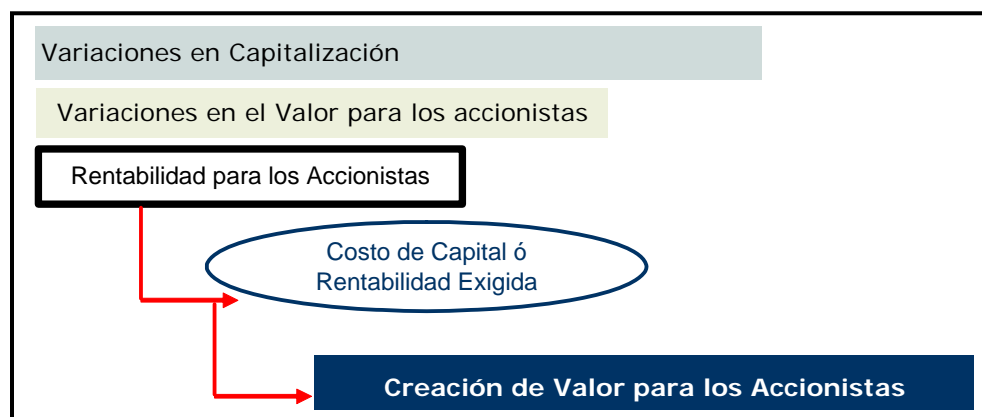 Variaciones en Capitalización
Variaciones en el Valor para los accionistas
Rentabilidad para los Accionistas
Costo de Capital ó
Rentabilidad Exigida
Creación de Valor para los Accionistas